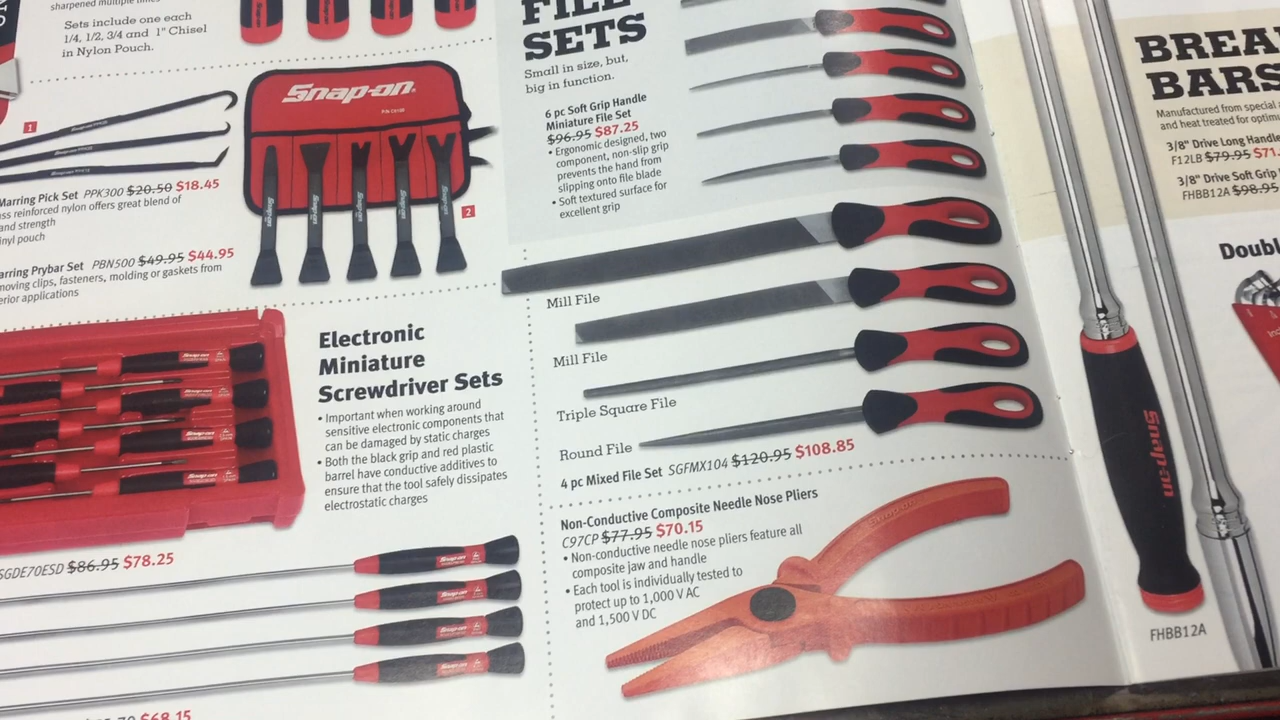 sharpened multiple times
Sets include one each
1/4, 1/2, 3/4 and 1" Chisel
in Nylon Pouch.
Snap-on
1
2
Marring Pick Set PPK300 $20.50 $18.45
reinforced nylon offers great blend of
and strength
pouch
Prybar Set PBN500 $49.95 $44.95
clips, fasteners, molding or gaskets from
applications
Electronic
Miniature
Screwdriver Sets
• Important when working around
sensitive electronic components that
can be damaged by static charges
• Both the black grip and red plastic
barrel have conductive additives to
ensure that the tool safely dissipates
electrostatic charges
SGDE70ESD $86.95 $78.25
$68.15
FILE
SETS
Small in size, but,
big in function.
6 pc Soft Grip Handle
Miniature File Set
$96.95 $87.25
• Ergonomic designed, two
component, non-slip grip
prevents the hand from
slipping onto file blade
• Soft textured surface for
excellent grip
Mill File
Mill File
Triple Square File
Round File
4 pc Mixed File Set SGFMX104 $120.95 $108.85
Non-Conductive Composite Needle Nose Pliers
C97CP $77.95 $70.15
• Non-conductive needle nose pliers feature all
composite jaw and handle
• Each tool is individually tested to
protect up to 1,000 V AC
and 1,500 V DC
BREA
BARS
Manufactured from special
and heat treated for
3/8" Drive Long Handle
F12LB $79.95 $71.
3/8" Drive Soft Grip
FHBB12A $98.95
Snap-on
FHBB12A